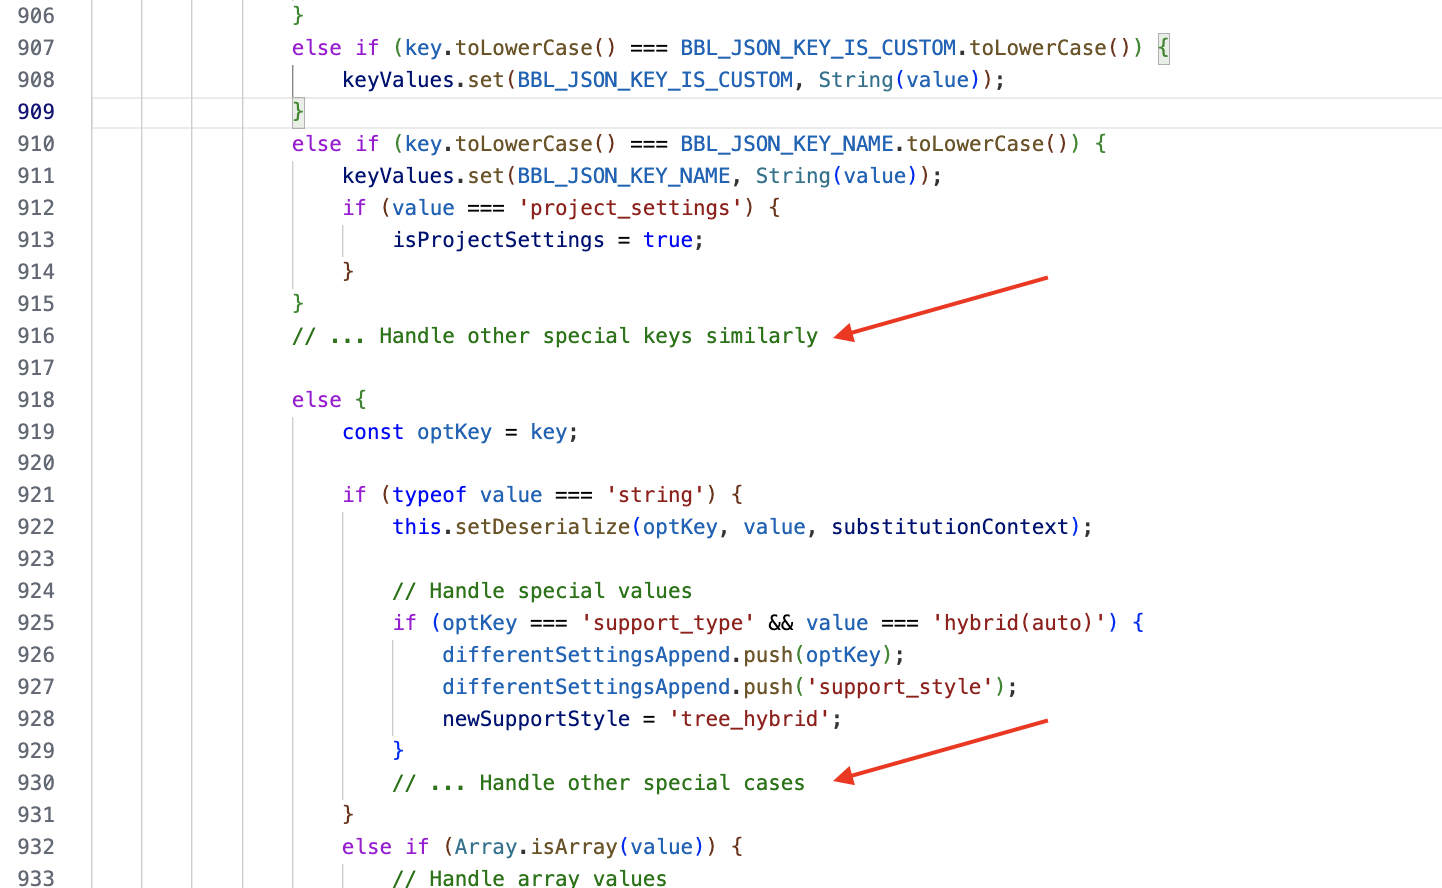 906 }
907 else if (key.toLowerCase() === BBL_JSON_KEY_IS_CUSTOM.toLowerCase()) {
908 keyValues.set(BBL_JSON_KEY_IS_CUSTOM, String(value));
909 }
910 else if (key.toLowerCase() === BBL_JSON_KEY_NAME.toLowerCase()) {
911 keyValues.set(BBL_JSON_KEY_NAME, String(value));
912 if (value === 'project_settings') {
913 isProjectSettings = true;
914 }
915 }
916 // ... Handle other special keys similarly
917
918 else {
919 const optKey = key;
920
921 if (typeof value === 'string') {
922 this.setDeserialize(optKey, value, substitutionContext);
923
924 // Handle special values
925 if (optKey === 'support_type' && value === 'hybrid(auto)') {
926 differentSettingsAppend.push(optKey);
927 differentSettingsAppend.push('support_style');
928 newSupportStyle = 'tree_hybrid';
929 }
930 // ... Handle other special cases
931 }
932 else if (Array.isArray(value)) {
933 // Handle array values